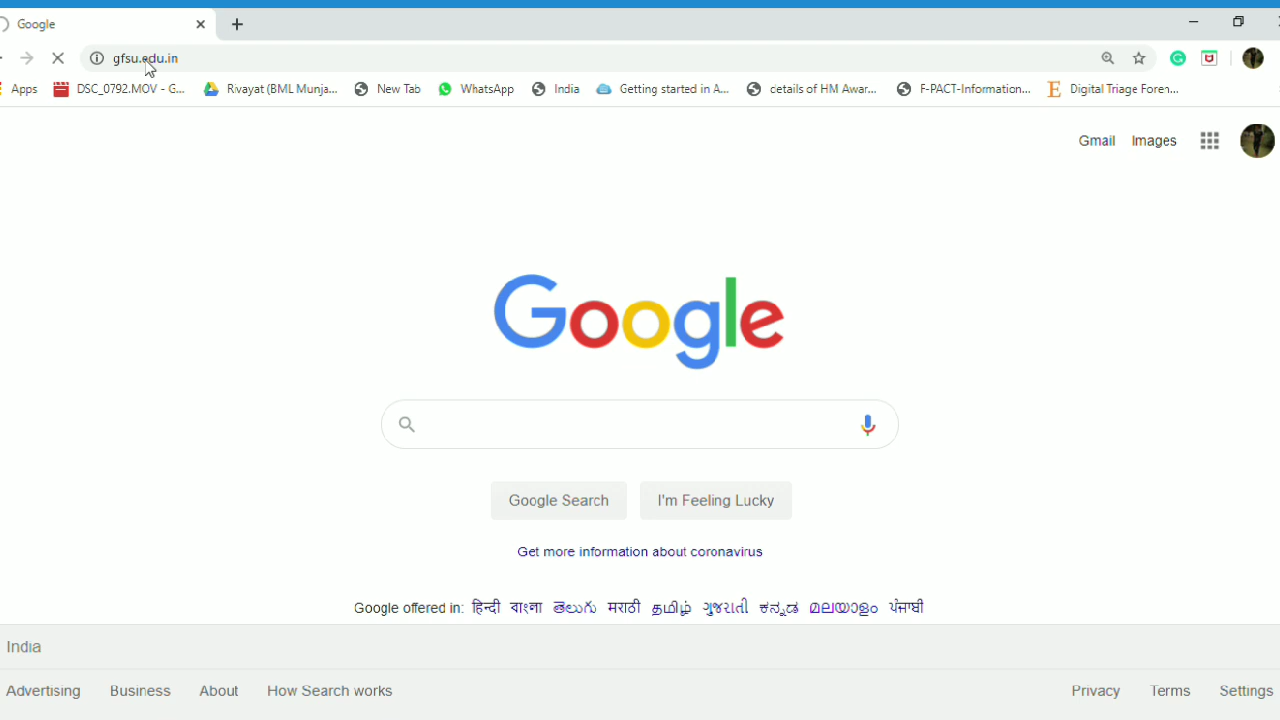 Google
gfsu.edu.in
Apps DSC_0792.MOV - G... Rivayat (BML Munja... New Tab WhatsApp India Getting started in A... details of HM Awar... F-PACT-Information... Digital Triage Foren...
Gmail Images
Google
Google Search I'm Feeling Lucky
Get more information about coronavirus
Google offered in: हिन्दी বাংলা తెలుగు मराठी தமிழ் ગુજરાતી ಕನ್ನಡ മലയാളം ਪੰਜਾਬੀ
India
Advertising Business About How Search works Privacy Terms Settings